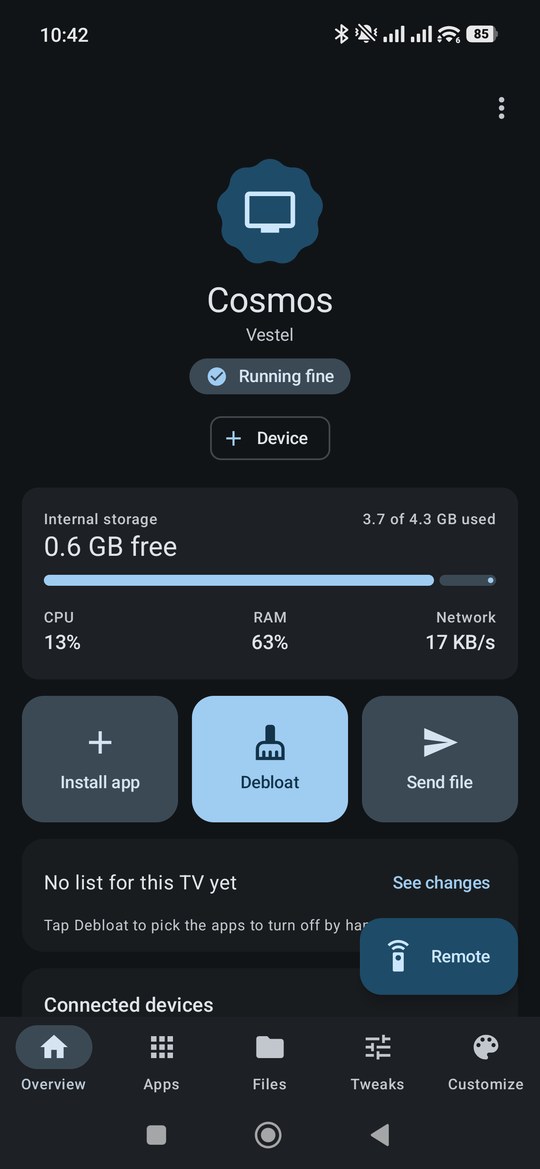 10:42
6
85
Cosmos
Vestel
Running fine
Device
Internal storage
3.7 of 4.3 GB used
0.6 GB free
CPU
RAM
Network
13%
63%
17 KB/s
Install app
Debloat
Send file
No list for this TV yet
See changes
Tap Debloat to pick the apps to turn off by
Remote
Connected devices
Overview
Apps
Files
Tweaks
Customize